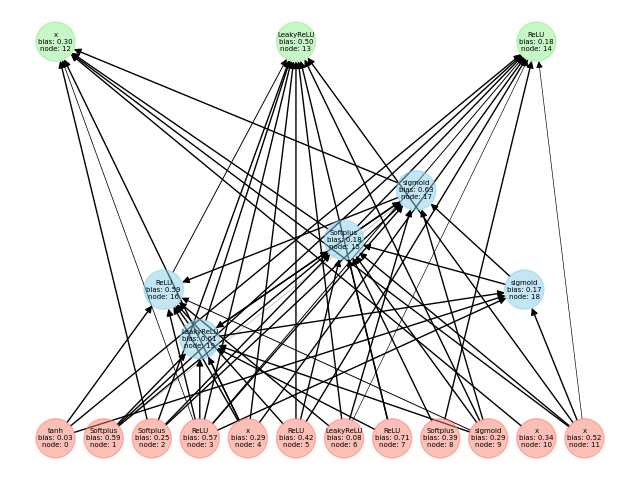 x
bias: 0.30
node: 12
LeakyReLU
bias: 0.50
node: 13
ReLU
bias: 0.18
node: 14
sigmoid
bias: 0.63
node: 17
Softplus
bias: 0.18
node: 15
ReLU
bias: 0.59
node: 16
sigmoid
bias: 0.17
node: 18
LeakyReLU
bias: 0.61
node:
tanh
bias: 0.03
node: 0
Softplus
bias: 0.59
node: 1
Softplus
bias: 0.25
node: 2
ReLU
bias: 0.57
node: 3
x
bias: 0.29
node: 4
ReLU
bias: 0.42
node: 5
LeakyReLU
bias: 0.08
node: 6
ReLU
bias: 0.71
node: 7
Softplus
bias: 0.39
node: 8
sigmoid
bias: 0.29
node: 9
x
bias: 0.34
node: 10
x
bias: 0.52
node: 11